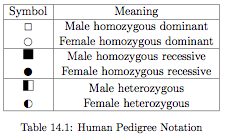 Symbol Meaning
Male homozygous dominant
Female homozygous dominant
Male homozygous recessive
Female homozygous recessive
Male heterozygous
Female heterozygous
Table 14.1: Human Pedigree Notation